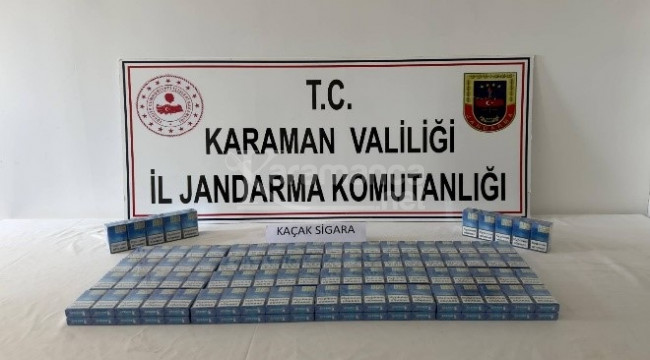 T.C.
KARAMAN VALİLİĞİ
İL JANDARMA KOMUTANLIĞI
KAÇAK SİGARA